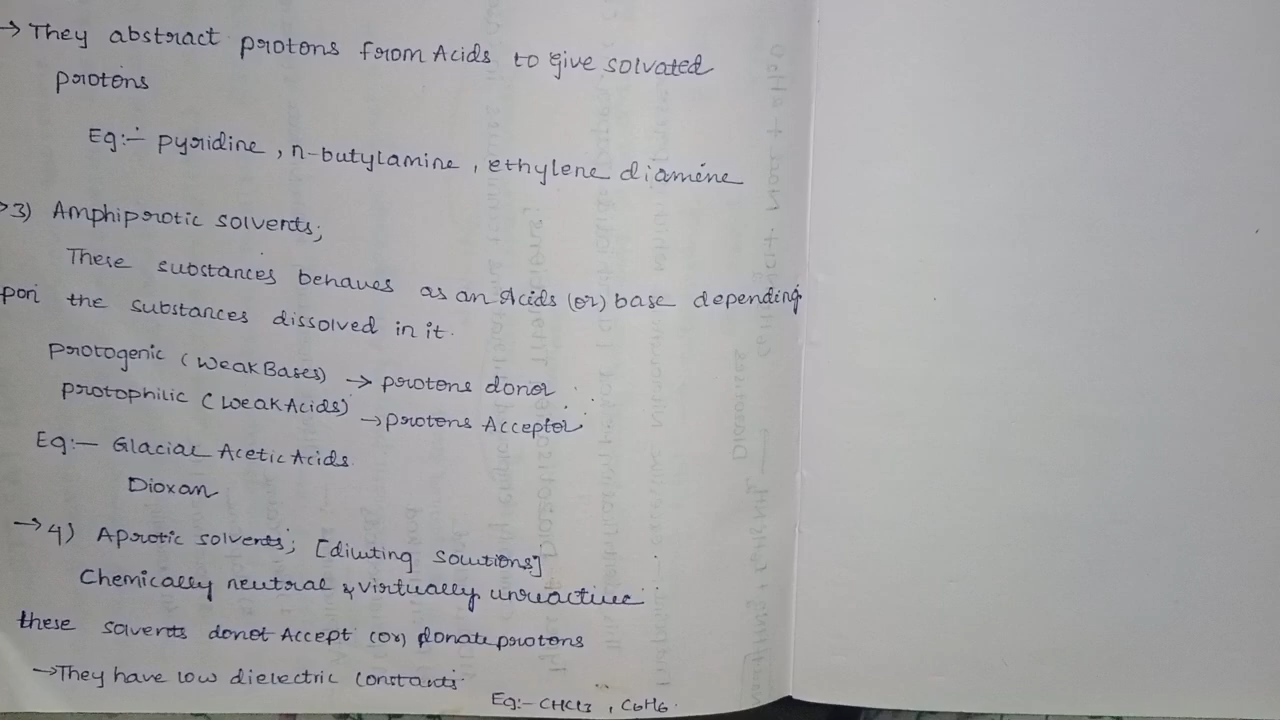 → They abstract protons from Acids to give solvated
protons
Eg:- pyridine, n-butylamine, ethylene diamine
→3) Amphiprotic solvents;
These substances behaves as an Acids (or) base depending
pon the substances dissolved in it.
protogenic (Weak Bases) → protons donor
protophilic (Weak Acids) → protons Acceptor
Eg:- Glacial Acetic Acids
Dioxan
→ 4) Aprotic solvents; [diluting solutions]
Chemically neutral & virtually unreactive
these solvents donot Accept (or) donate protons
→ They have low dielectric constants
Eg:- CHCl3, C6H6.